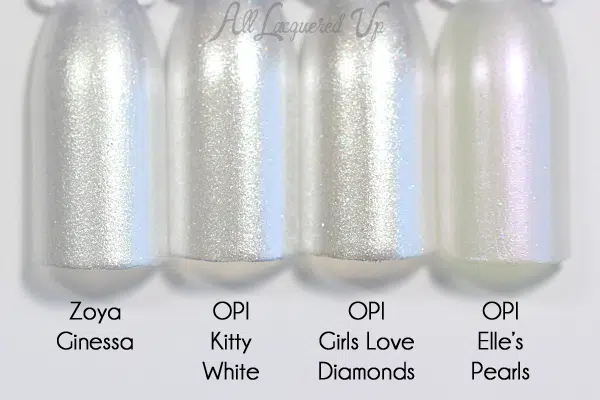 All Lacquered Up
Zoya
Ginessa
OPI
Kitty
White
OPI
Girls Love
Diamonds
OPI
Elle's
Pearls